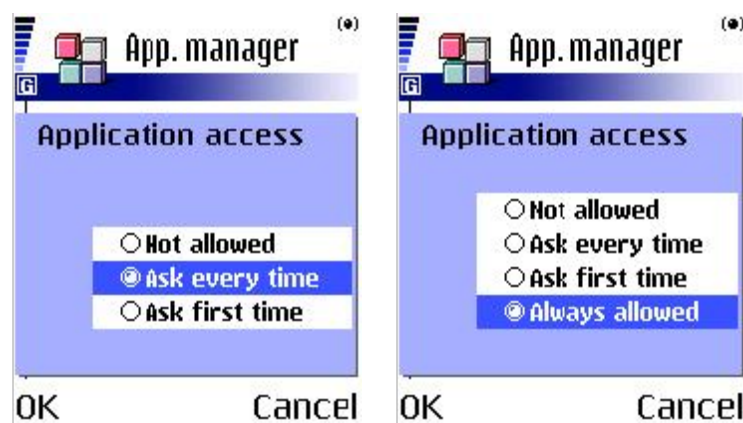 App. manager
G
Application access
Not allowed
Ask every time
Ask first time
OK Cancel
App. manager
G
Application access
Not allowed
Ask every time
Ask first time
Always allowed
OK Cancel